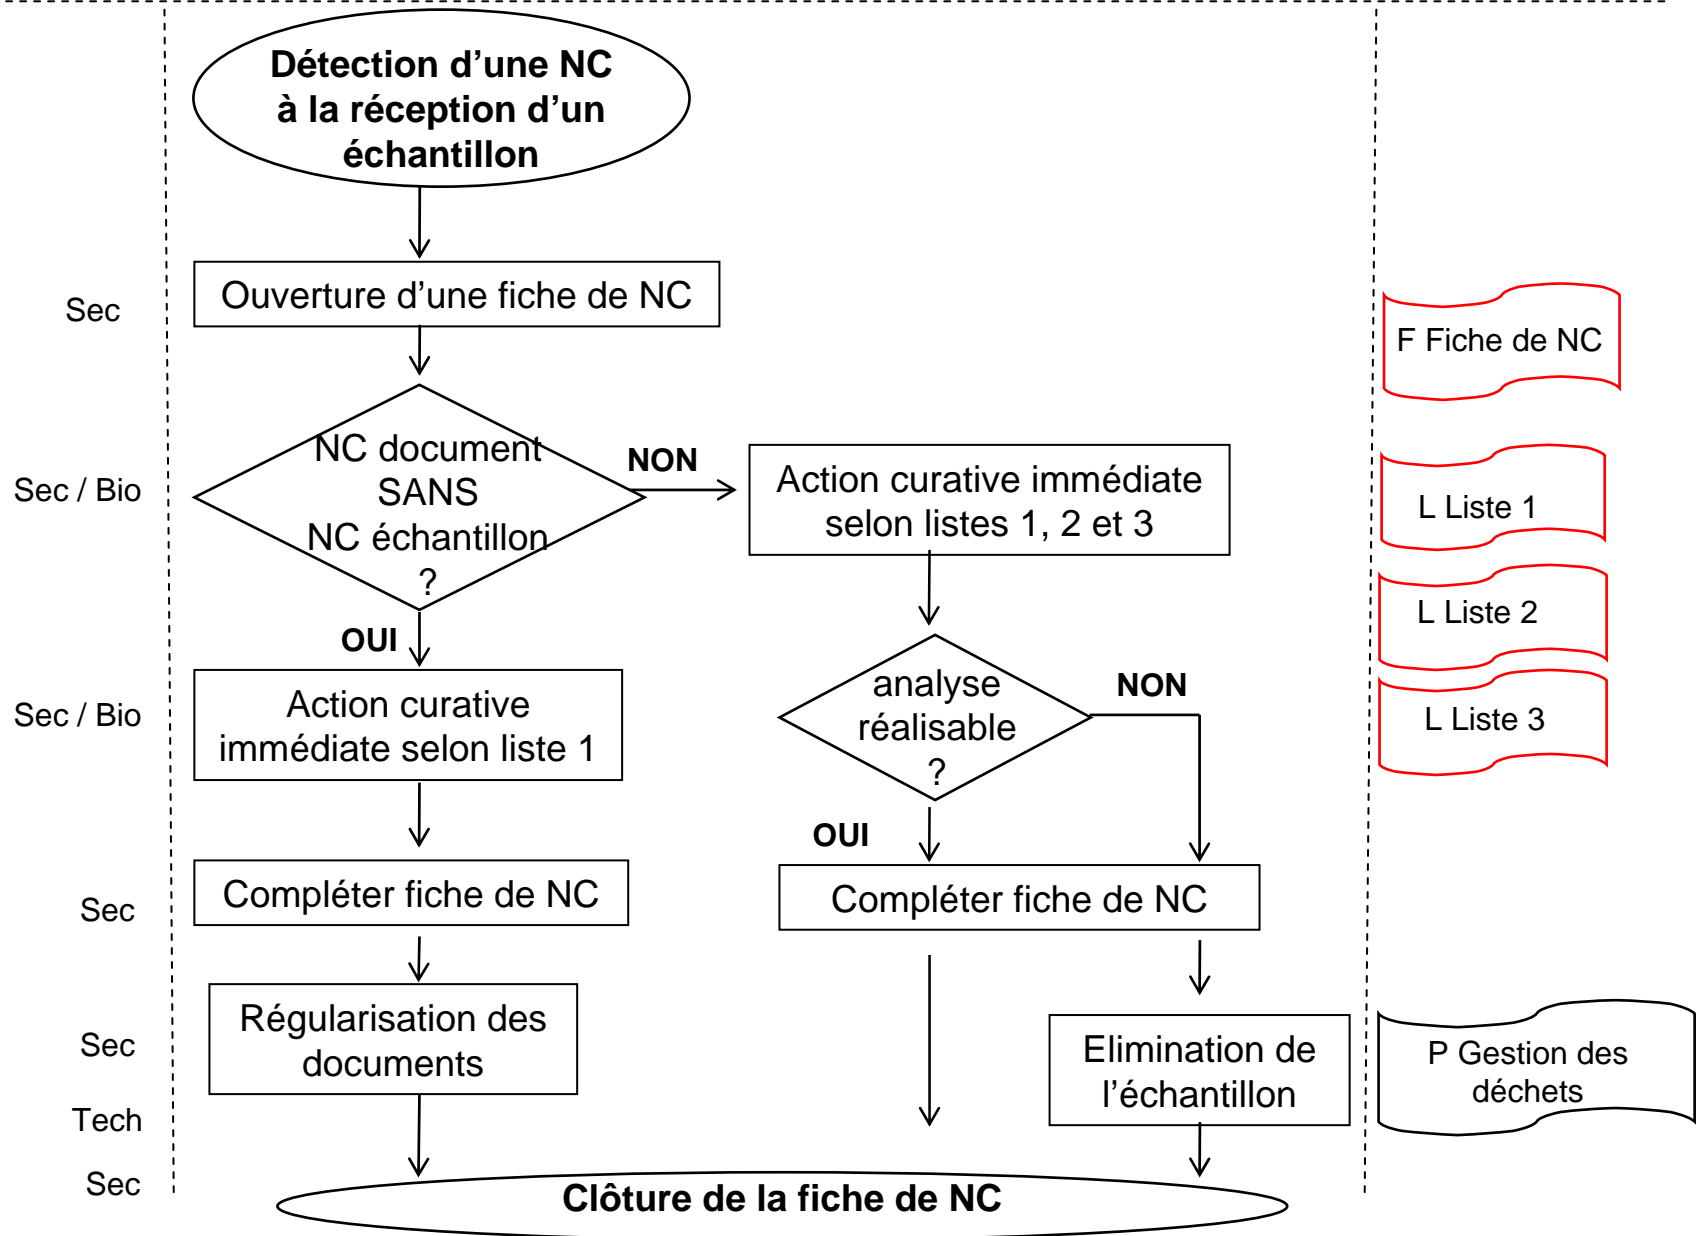 Détection d’une NC
à la réception d’un
échantillon
Sec
Ouverture d’une fiche de NC
F Fiche de NC
Sec / Bio
NC document
SANS
NC échantillon
?
NON
Action curative immédiate
selon listes 1, 2 et 3
L Liste 1
L Liste 2
OUI
Sec / Bio
Action curative
immédiate selon liste 1
analyse
réalisable
?
NON
L Liste 3
OUI
Sec
Compléter fiche de NC
Compléter fiche de NC
Sec
Régularisation des
documents
Elimination de
l’échantillon
P Gestion des
déchets
Tech
Sec
Clôture de la fiche de NC